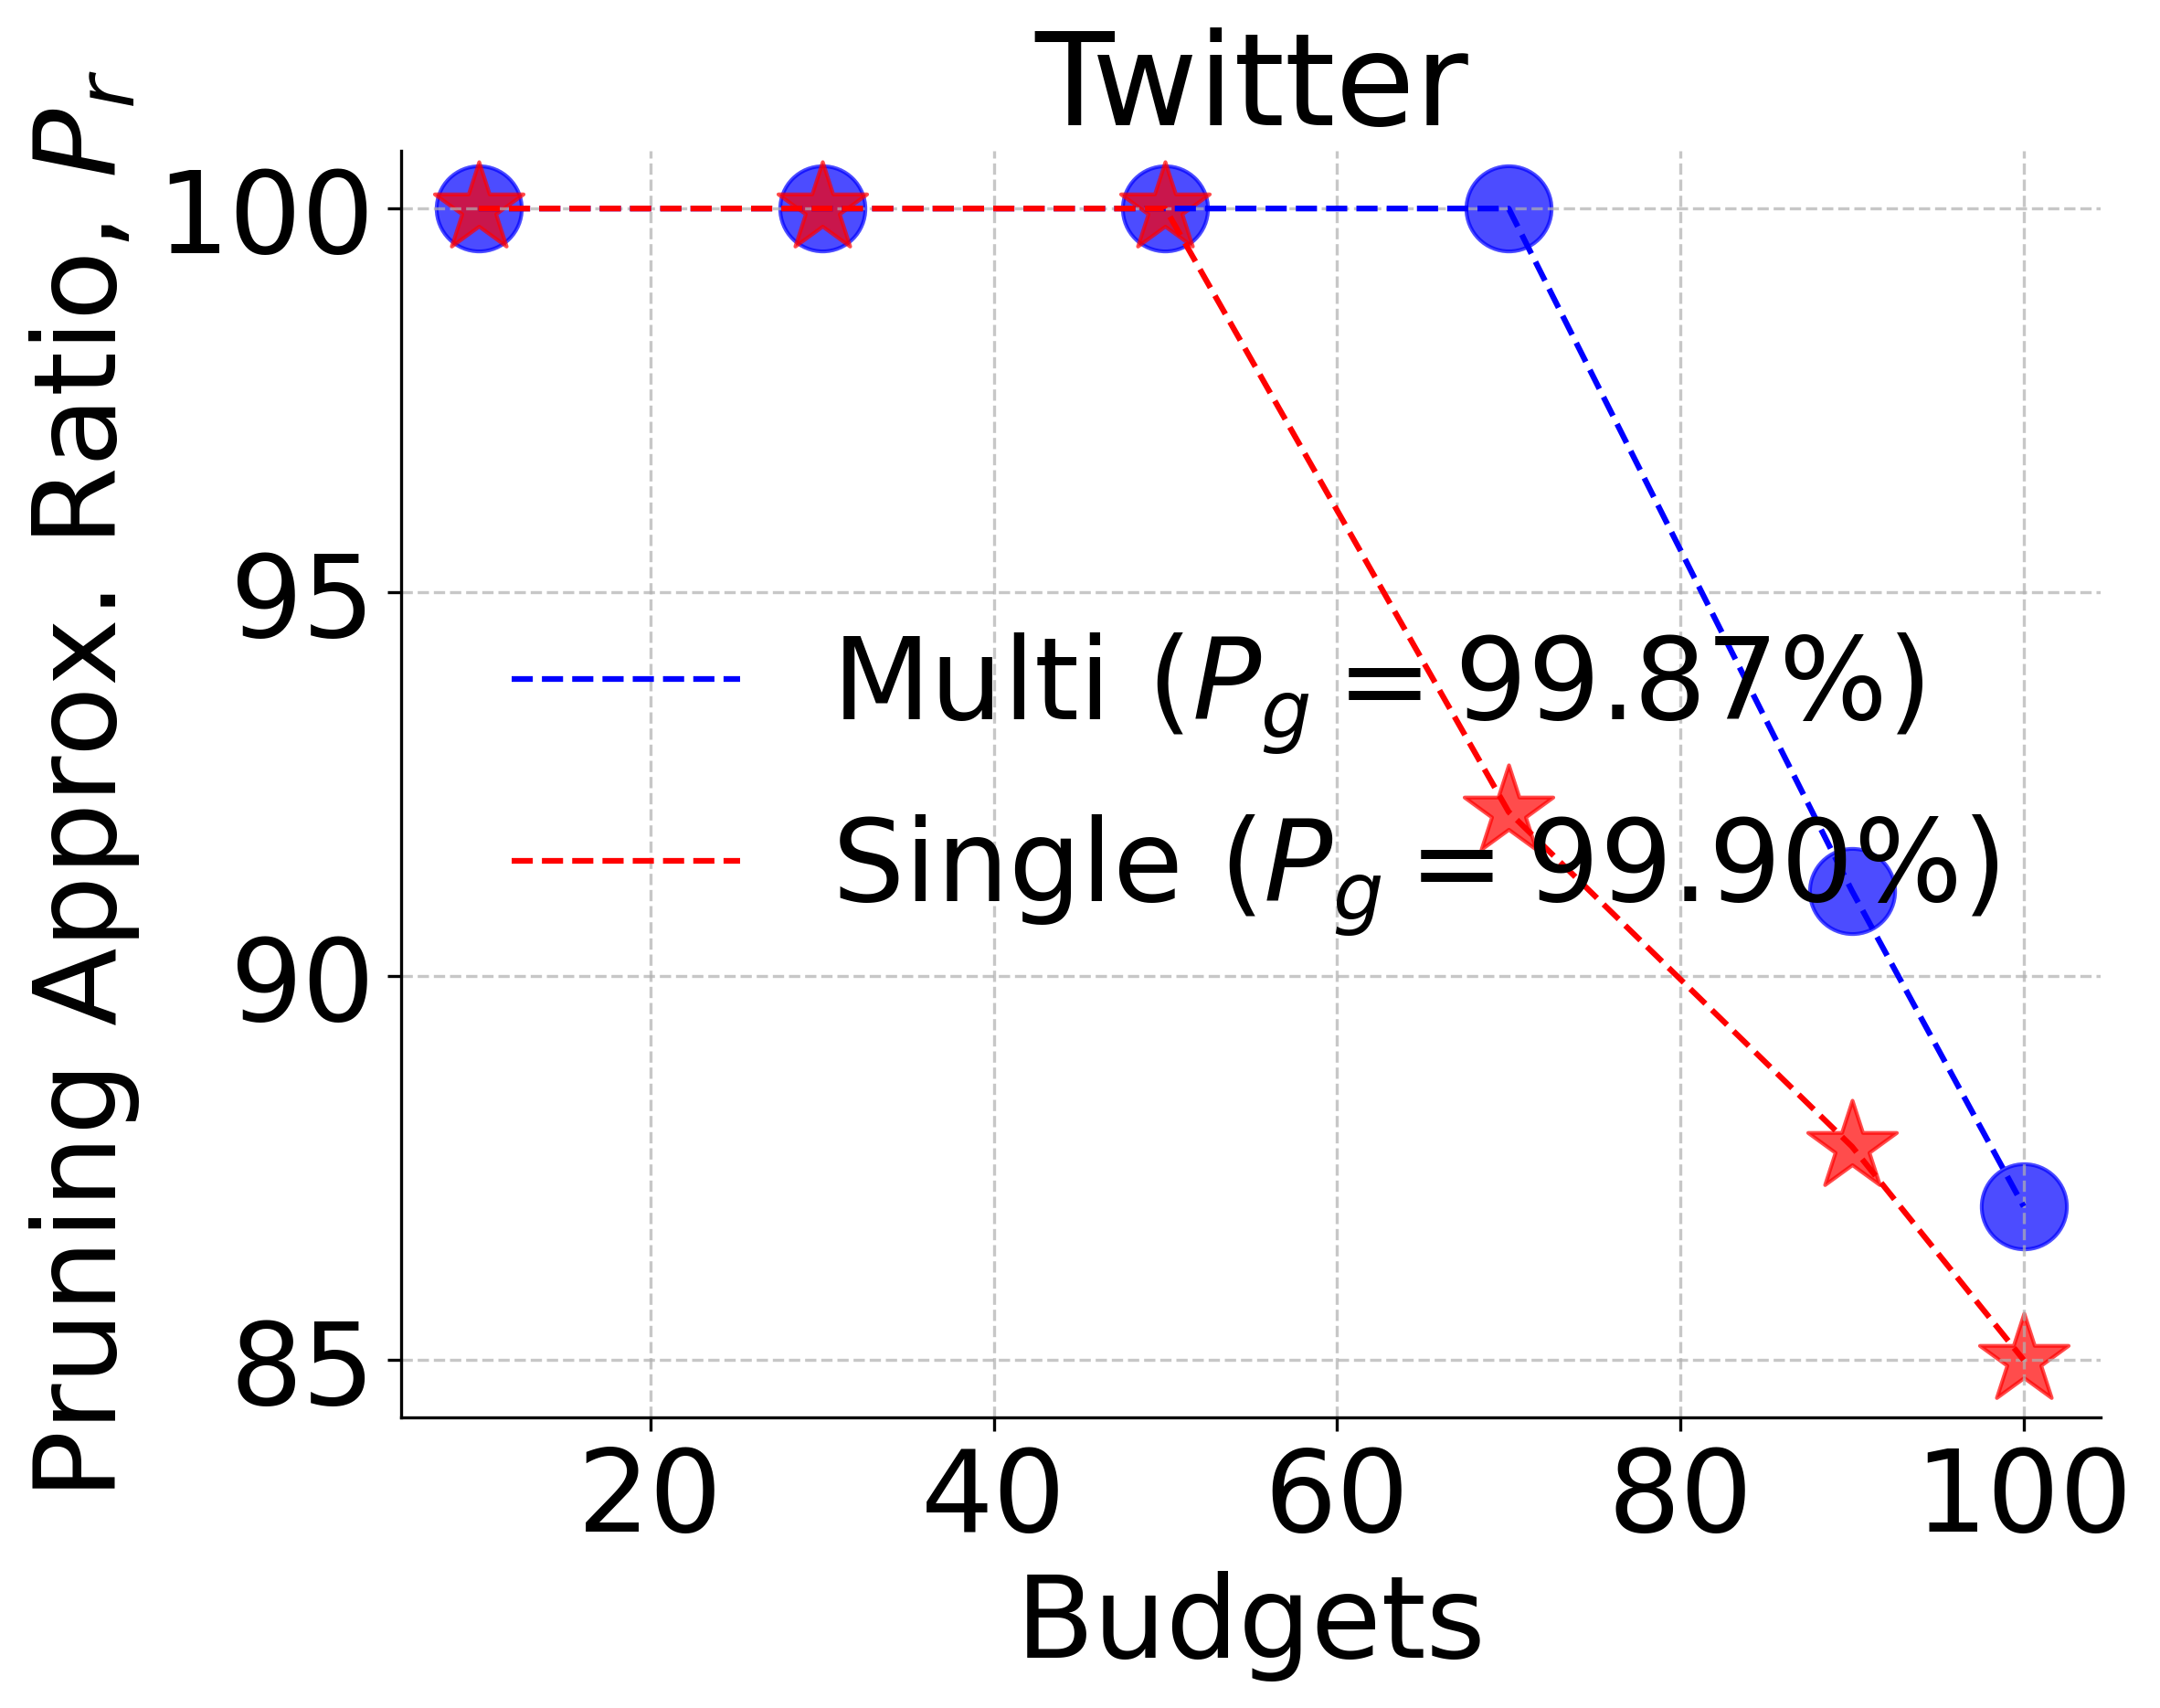 Twitter
Pruning Approx. Ratio, P_r
100
95
90
85
Multi (P_g = 99.87%)
Single (P_g = 99.90%)
20 40 60 80 100
Budgets